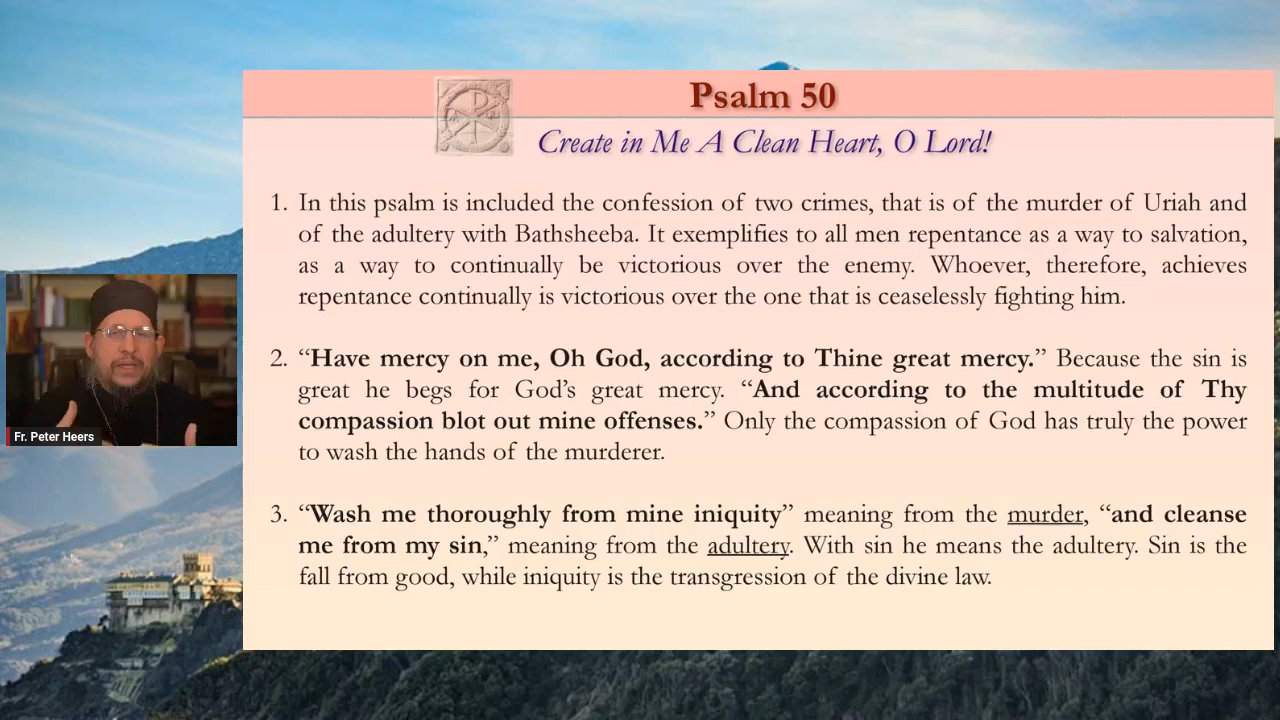 Psalm 50
Create in Me A Clean Heart, O Lord!
1. In this psalm is included the confession of two crimes, that is of the murder of Uriah and
of the adultery with Bathsheeba. It exemplifies to all men repentance as a way to salvation,
as a way to continually be victorious over the enemy. Whoever, therefore, achieves
repentance continually is victorious over the one that is ceaselessly fighting him.
2. “Have mercy on me, Oh God, according to Thine great mercy.” Because the sin is
great he begs for God’s great mercy. “And according to the multitude of Thy
compassion blot out mine offenses.” Only the compassion of God has truly the power
to wash the hands of the murderer.
3. “Wash me thoroughly from mine iniquity” meaning from the murder, “and cleanse
me from my sin,” meaning from the adultery. With sin he means the adultery. Sin is the
fall from good, while iniquity is the transgression of the divine law.
Fr. Peter Heers